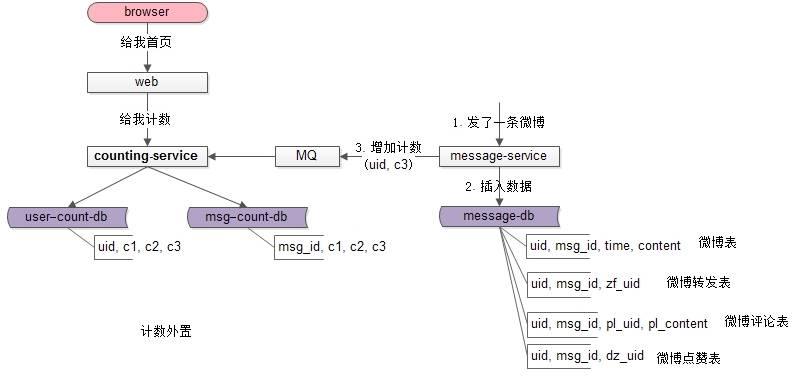 browser
给我首页
web
给我计数
1. 发了一条微博
counting-service
MQ
3. 增加计数
(uid, c3)
message-service
2. 插入数据
user-count-db
msg-count-db
message-db
uid, c1, c2, c3
msg_id, c1, c2, c3
uid, msg_id, time, content
微博表
uid, msg_id, zf_uid
微博转发表
uid, msg_id, pl_uid, pl_content
微博评论表
uid, msg_id, dz_uid
微博点赞表
计数外置